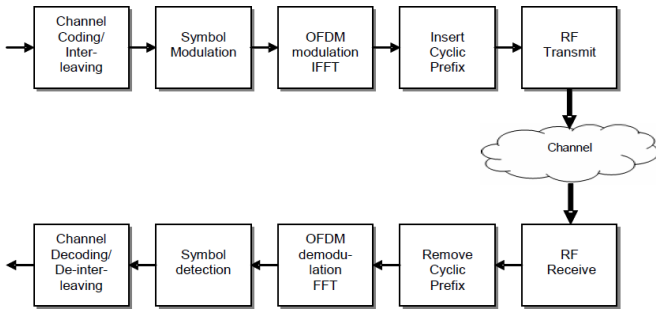 Channel
Coding/
Inter-
leaving
Symbol
Modulation
OFDM
modulation
IFFT
Insert
Cyclic
Prefix
RF
Transmit
Channel
Channel
Decoding/
De-inter-
leaving
Symbol
detection
OFDM
demodu-
lation
FFT
Remove
Cyclic
Prefix
RF
Receive